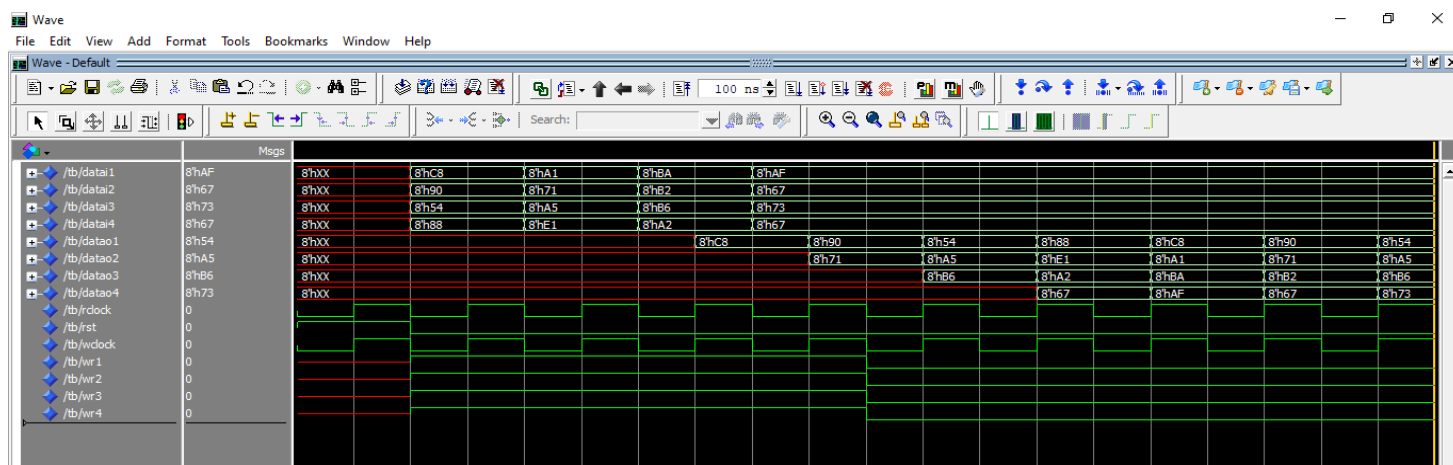 Wave
File Edit View Add Format Tools Bookmarks Window Help
Wave - Default
100 ns
Search:
Msgs
/tb/datai1 8'hAF 8'hXX 8'hC8 8'hA1 8'hBA 8'hAF
/tb/datai2 8'h67 8'hXX 8'h90 8'h71 8'hB2 8'h67
/tb/datai3 8'h73 8'hXX 8'h54 8'hA5 8'hB6 8'h73
/tb/datai4 8'h67 8'hXX 8'h88 8'hE1 8'hA2 8'h67
/tb/datao1 8'h54 8'hXX 8'hC8 8'h90 8'h54 8'h88 8'hC8 8'h90 8'h54
/tb/datao2 8'hA5 8'hXX 8'h71 8'hA5 8'hE1 8'hA1 8'h71 8'hA5
/tb/datao3 8'hB6 8'hXX 8'hB6 8'hA2 8'hBA 8'hB2 8'hB6
/tb/datao4 8'h73 8'hXX 8'h67 8'hAF 8'h67 8'h73
/tb/rclock 0
/tb/rst 0
/tb/wclock 0
/tb/wr1 0
/tb/wr2 0
/tb/wr3 0
/tb/wr4 0